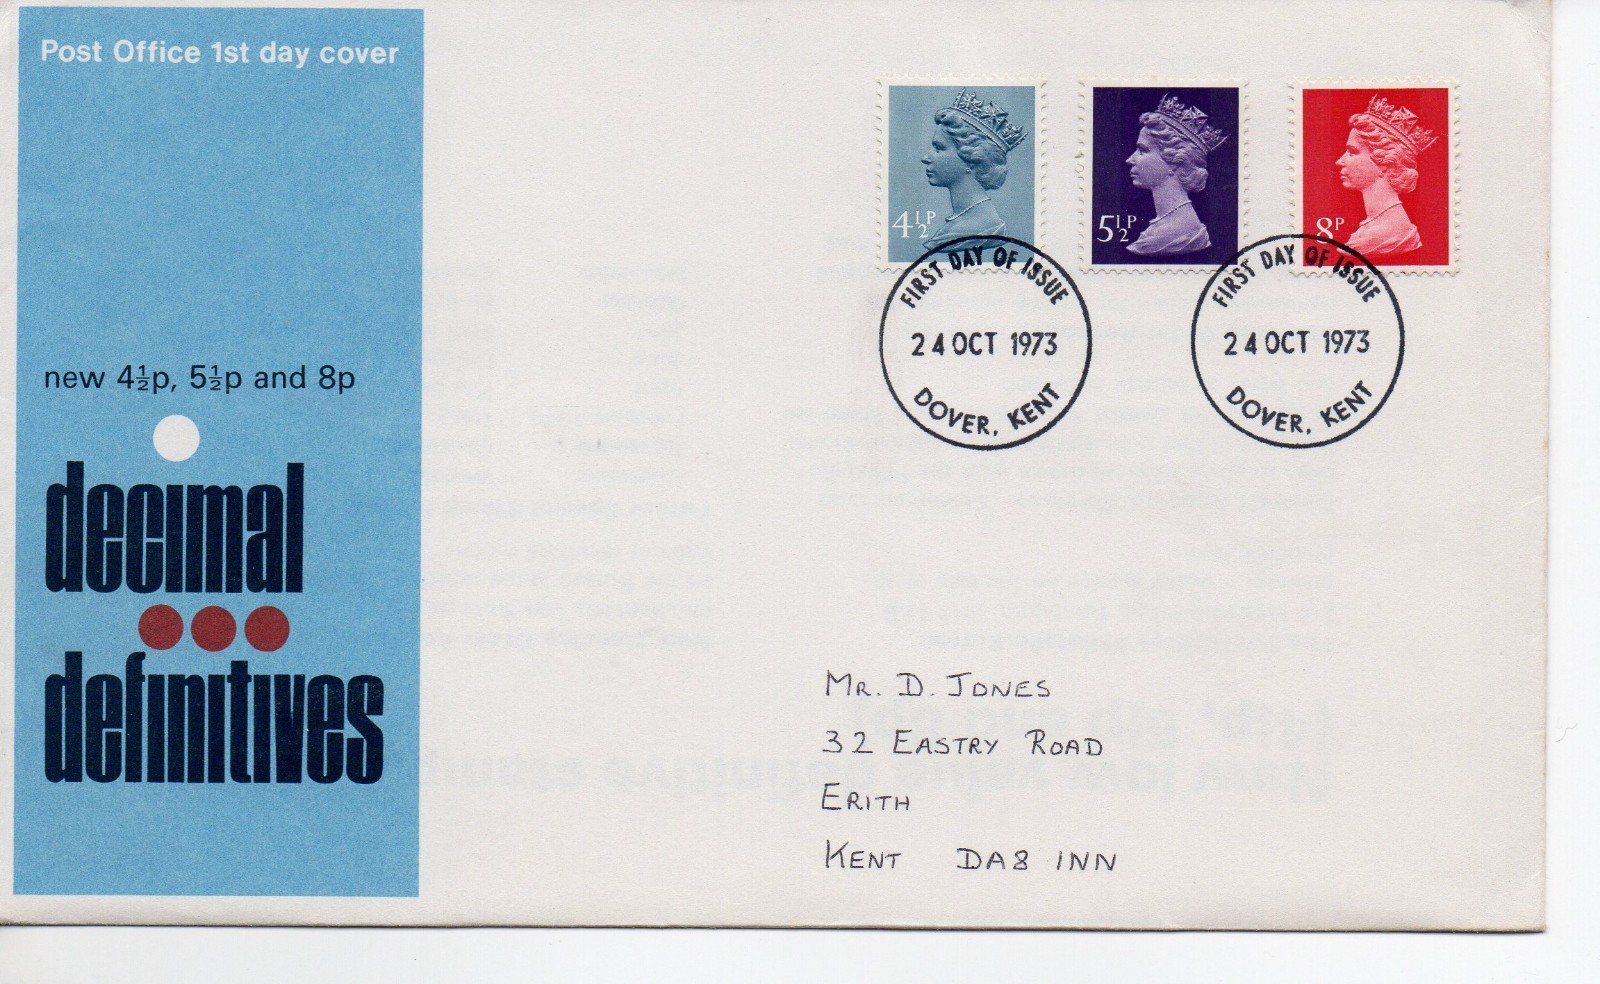 Post Office 1st day cover
new 4½p, 5½p and 8p
decimal
definitives
4½P
5½P
8P
FIRST DAY OF ISSUE
24 OCT 1973
DOVER, KENT
FIRST DAY OF ISSUE
24 OCT 1973
DOVER, KENT
MR. D. JONES
32 EASTRY ROAD
ERITH
KENT DA8 1NN